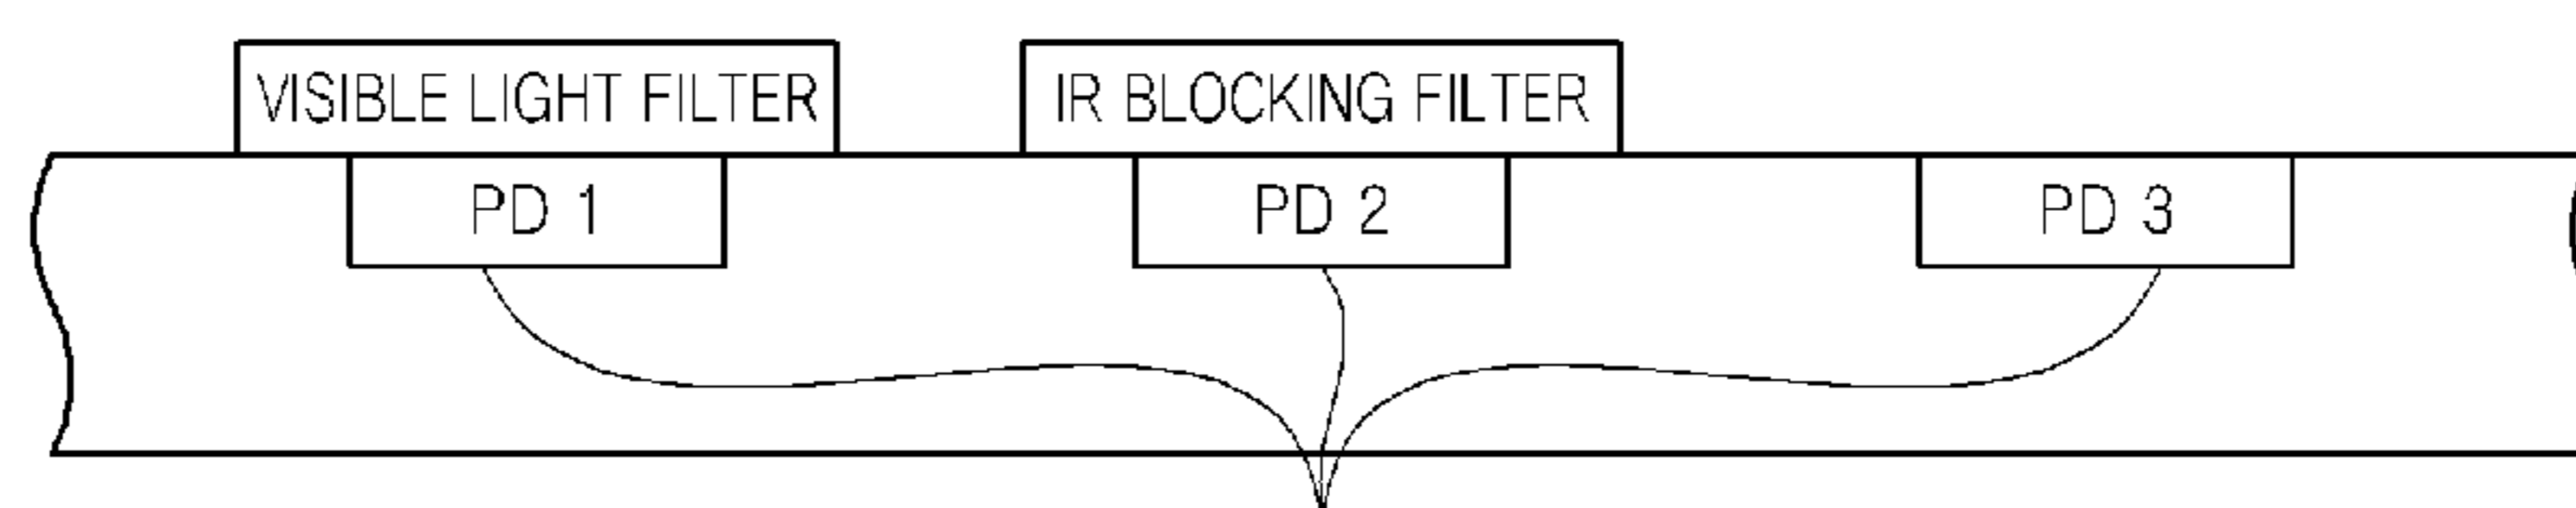 VISIBLE LIGHT FILTER
IR BLOCKING FILTER
PD 1
PD 2
PD 3